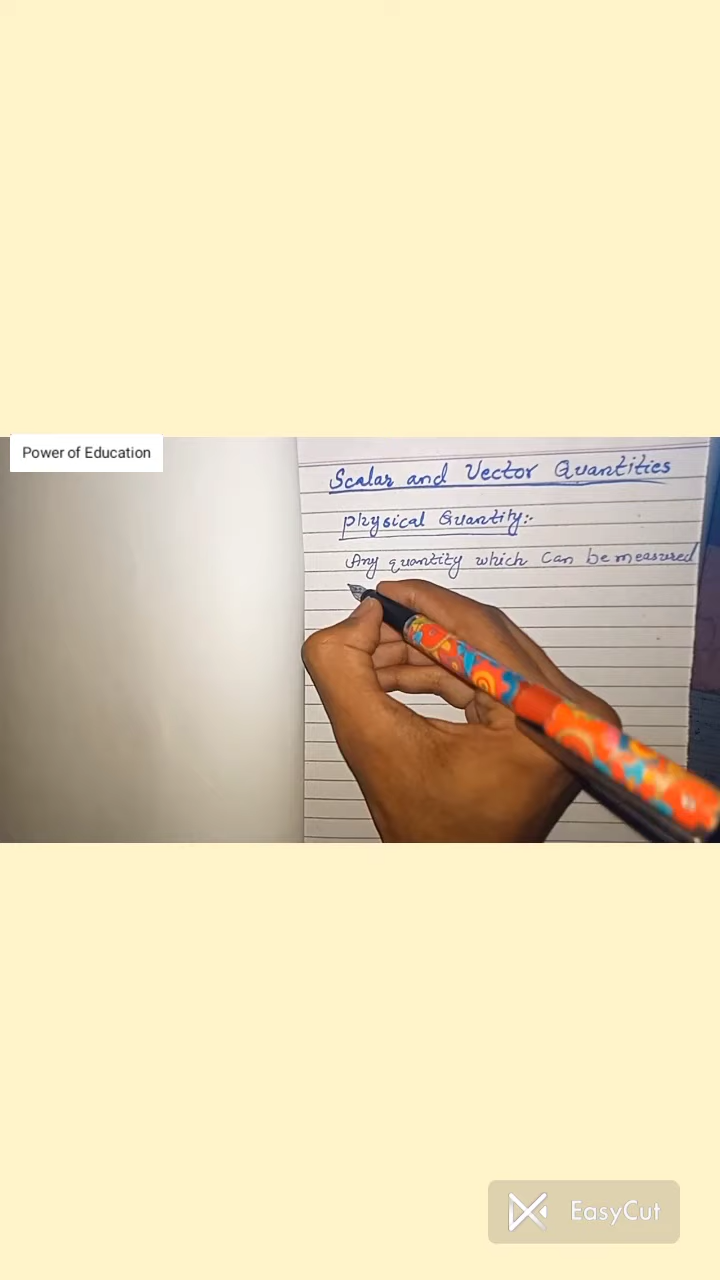 Power of Education
Scalar and Vector Quantities
Physical Quantity:-
Any quantity which can be measured
EasyCut